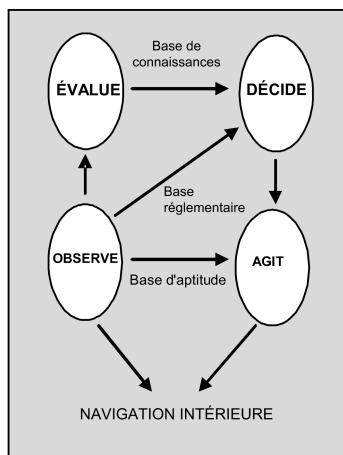 Base de
connaissances
ÉVALUE
DÉCIDE
Base
réglementaire
OBSERVE
AGIT
Base d'aptitude
NAVIGATION INTÉRIEURE